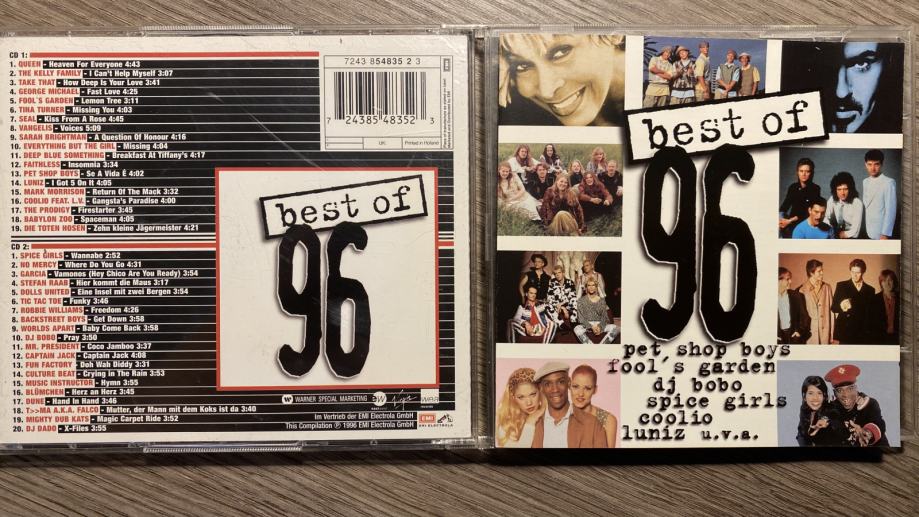 CD 1:
1. QUEEN - Heaven For Everyone 4:43
2. THE KELLY FAMILY - I Can't Help Myself 3:07
3. TAKE THAT - How Deep Is Your Love 3:41
4. GEORGE MICHAEL - Fast Love 4:25
5. FOOL'S GARDEN - Lemon Tree 3:11
6. TINA TURNER - Missing You 4:03
7. SEAL - Kiss From A Rose 4:45
8. VANGELIS - Voices 5:09
9. SARAH BRIGHTMAN - A Question Of Honour 4:16
10. EVERYTHING BUT THE GIRL - Missing 4:04
11. DEEP BLUE SOMETHING - Breakfast At Tiffany's 4:17
12. FAITHLESS - Insomnia 3:34
13. PET SHOP BOYS - Se A Vida É 4:02
14. LUNIZ - I Got 5 On It 4:05
15. MARK MORRISON - Return Of The Mack 3:32
16. COOLIO FEAT. L.V. - Gangsta's Paradise 4:00
17. THE PRODIGY - Firestarter 3:45
18. BABYLON ZOO - Spaceman 4:05
19. DIE TOTEN HOSEN - Zehn kleine Jägermeister 4:21
CD 2:
1. SPICE GIRLS - Wannabe 2:52
2. NO MERCY - Where Do You Go 4:31
3. GARCIA - Vamonos (Hey Chico Are You Ready) 3:54
4. STEFAN RAAB - Hier kommt die Maus 3:17
5. DOLLS UNITED - Eine Insel mit zwei Bergen 3:54
6. TIC TAC TOE - Funky 3:46
7. ROBBIE WILLIAMS - Freedom 4:26
8. BACKSTREET BOYS - Get Down 3:58
9. WORLDS APART - Baby Come Back 3:58
10. DJ BOBO - Pray 3:50
11. MR. PRESIDENT - Coco Jamboo 3:37
12. CAPTAIN JACK - Captain Jack 4:08
13. FUN FACTORY - Doh Wah Diddy 3:31
14. CULTURE BEAT - Crying in The Rain 3:53
15. MUSIC INSTRUCTOR - Hymn 3:55
16. BLÜMCHEN - Herz an Herz 3:45
17. DUNE - Hand In Hand 3:46
18. T>>MA A.K.A. FALCO - Mutter, der Mann mit dem Koks ist da 3:40
19. MIGHTY DUB KATS - Magic Carpet Ride 3:52
20. DJ DADO - X-Files 3:55
7243 854835 2 3
7 24385 48352 3
UK:
Printed in Holland
EMI
best of
96
WARNER SPECIAL MARKETING
Im Vertrieb der EMI Electrola GmbH
This Compilation ℗ 1996 EMI Electrola GmbH
EMI ELECTROLA
best of
96
pet shop boys
fool's garden
dj bobo
spice girls
coolio
luniz u.v.a.